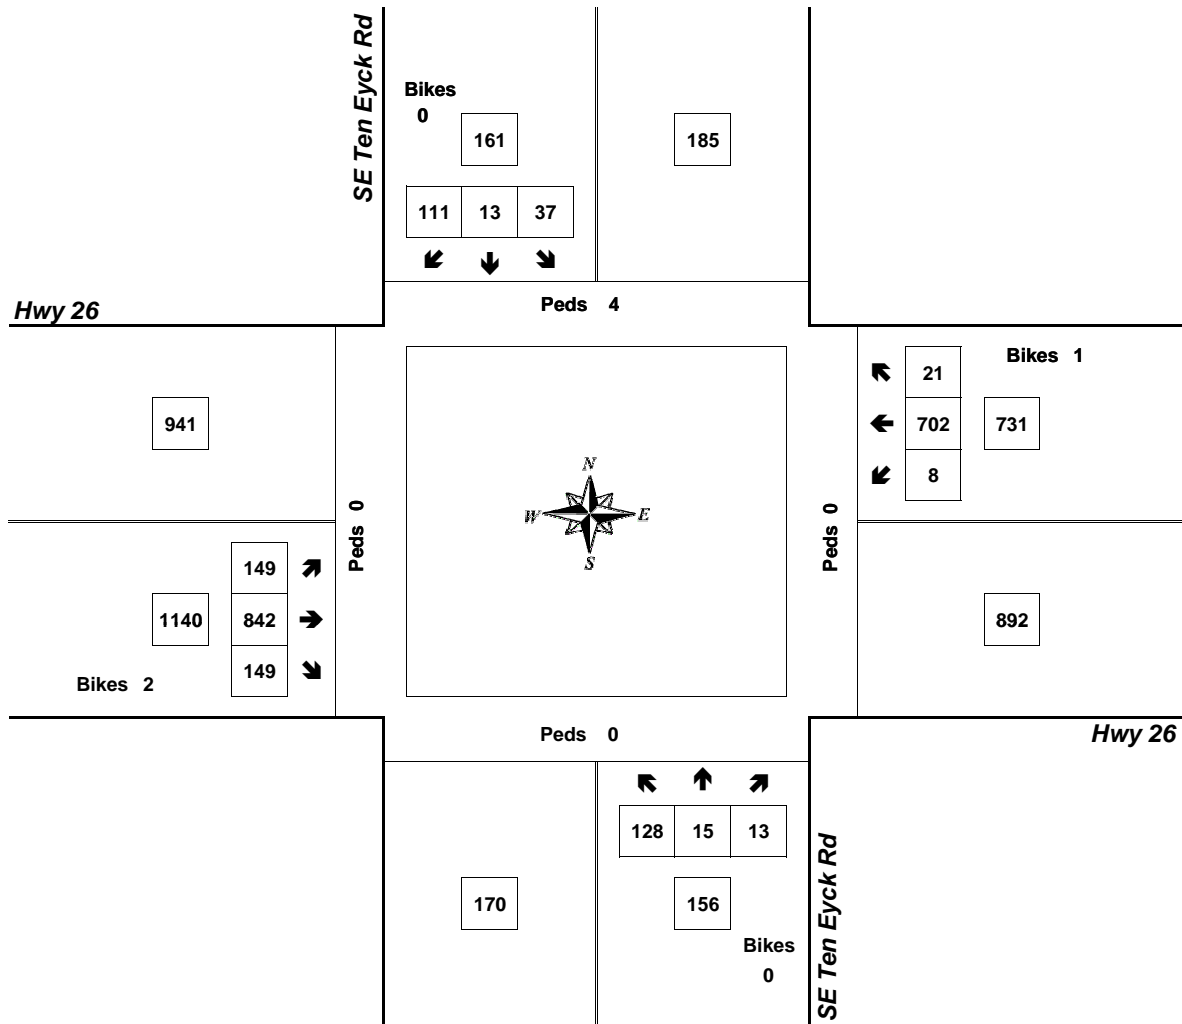 SE Ten Eyck Rd
Bikes
0
161
185
111 13 37
Hwy 26
Peds 4
Bikes 1
21
941
702 731
8
N
W E
S
Peds 0
Peds 0
149
1140 842
892
149
Bikes 2
Peds 0
Hwy 26
128 15 13
170
156
Bikes
0
SE Ten Eyck Rd